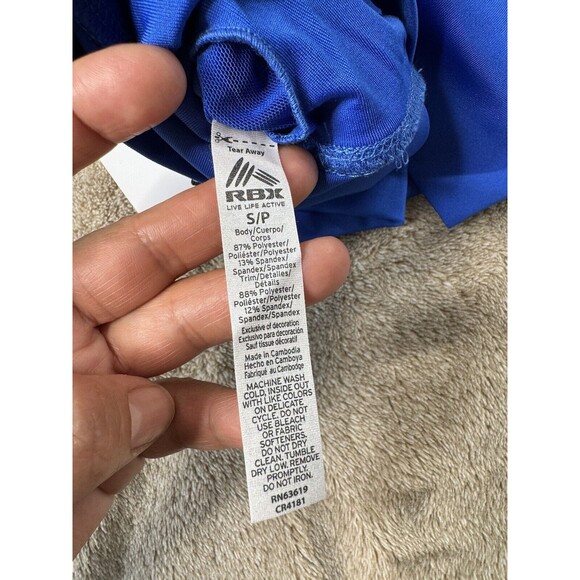 Tear Away
RBX
LIVE LIFE ACTIVE
S/P
Body/Cuerpo/
Corps
87% Polyester/
Poliéster/Polyester
13% Spandex/
Spandex/Spandex
Trim/Detalles/
Détails
88% Polyester/
Poliéster/Polyester
12% Spandex/
Spandex/Spandex
Exclusive of decoration
Exclusivo para decoración
Sauf tissue décoratif
Made in Cambodia
Hecho en Camboya
Fabriqué au Cambodge
MACHINE WASH
COLD, INSIDE OUT
WITH LIKE COLORS
ON DELICATE
CYCLE. DO NOT
USE BLEACH
OR FABRIC
SOFTENERS.
DO NOT DRY
CLEAN. TUMBLE
DRY LOW. REMOVE
PROMPTLY.
DO NOT IRON.
RN63619
CR4181